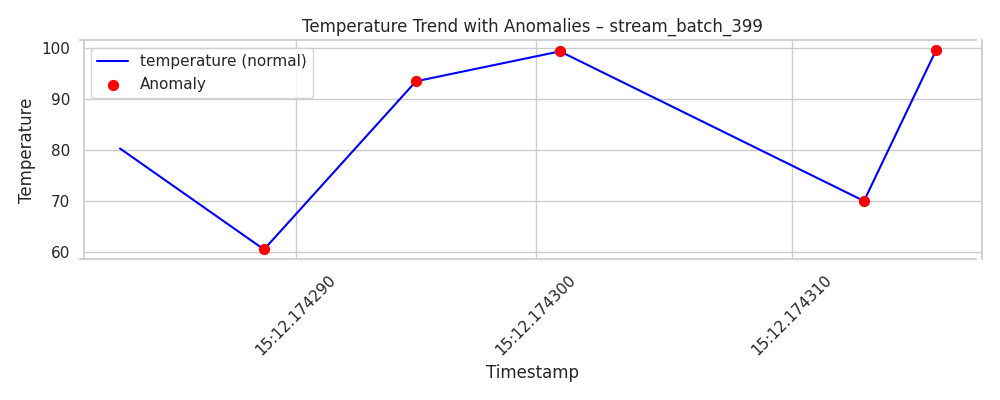 Temperature Trend with Anomalies – stream_batch_399
temperature (normal)
Anomaly
Temperature
100
90
80
70
60
15:12.174290
15:12.174300
15:12.174310
Timestamp